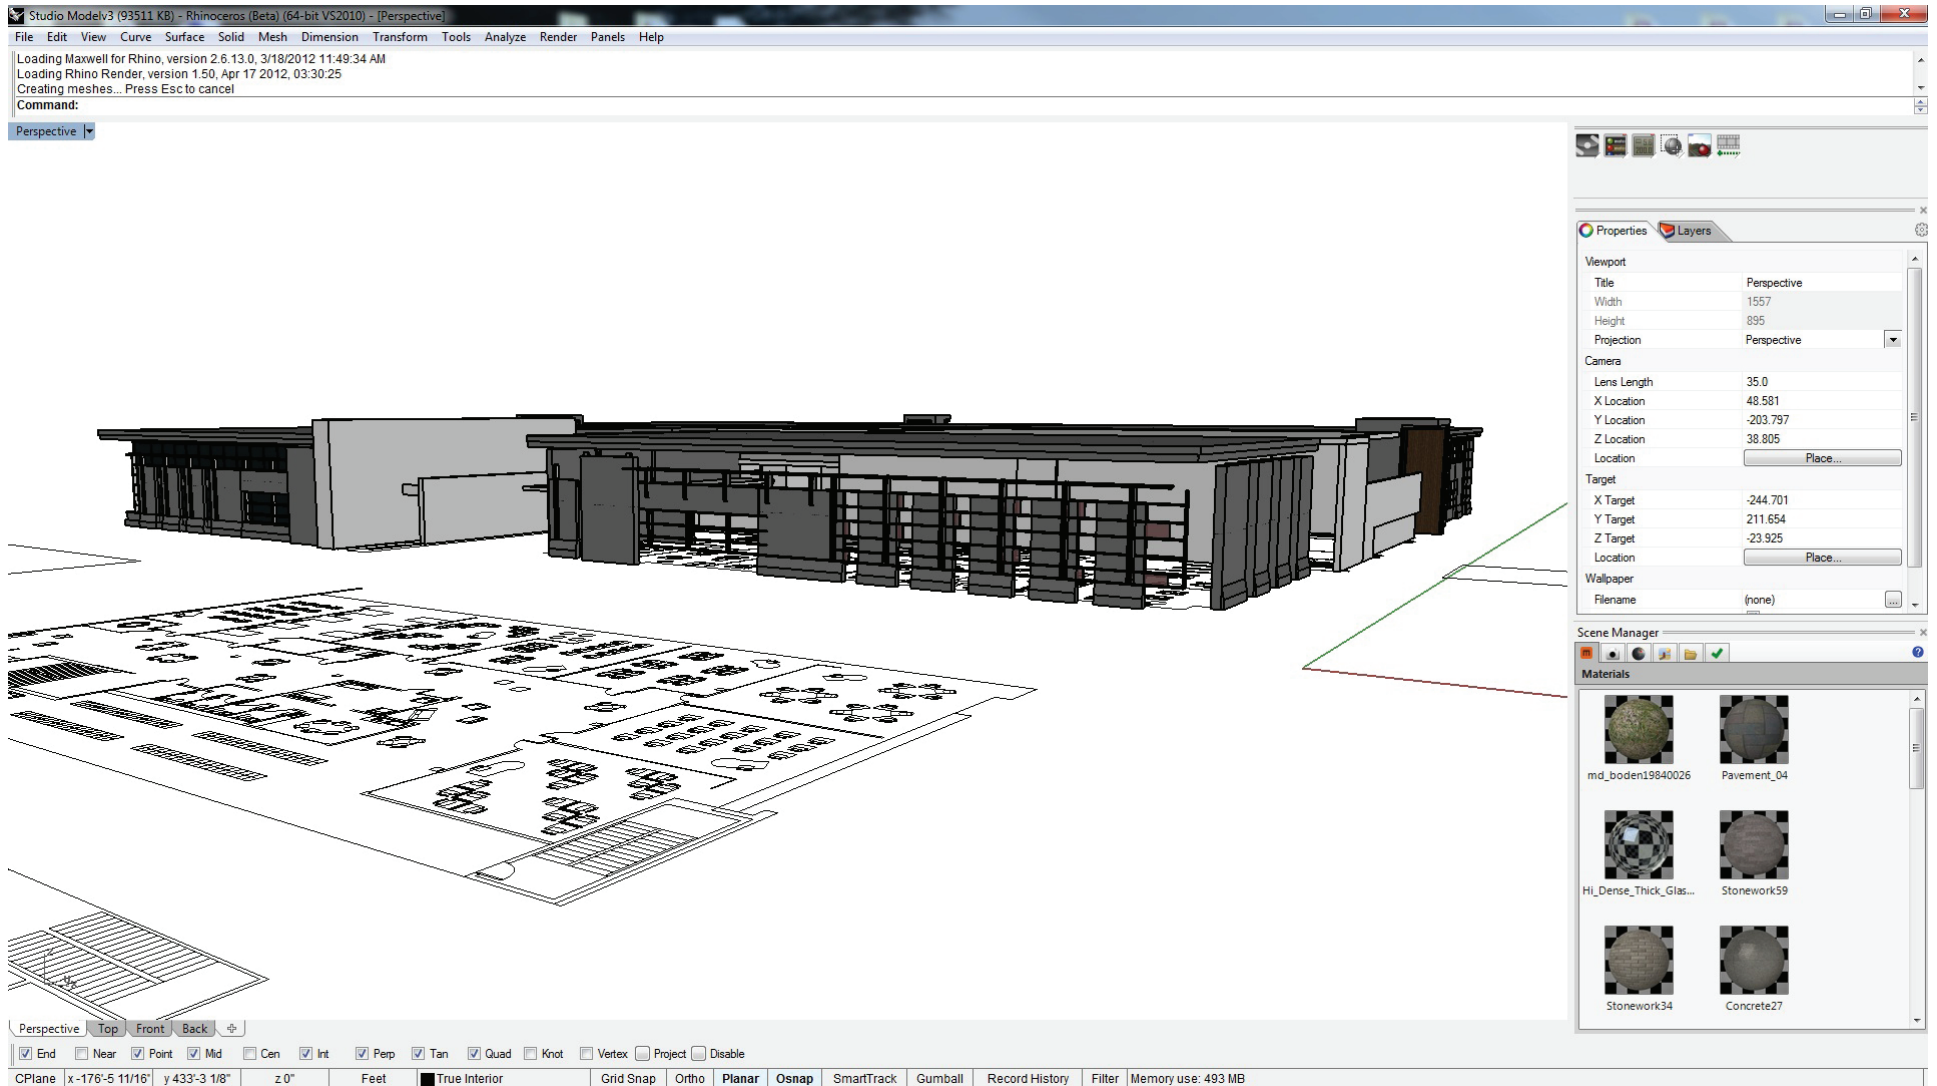 Studio Modelv3 (93511 KB) - Rhinoceros (Beta) (64-bit VS2010) - [Perspective]
File Edit View Curve Surface Solid Mesh Dimension Transform Tools Analyze Render Panels Help
Loading Maxwell for Rhino, version 2.6.13.0, 3/18/2012 11:49:34 AM
Loading Rhino Render, version 1.50, Apr 17 2012, 03:30:25
Creating meshes... Press Esc to cancel
Command:
Perspective
Properties Layers
Viewport
Title Perspective
Width 1557
Height 895
Projection Perspective
Camera
Lens Length 35.0
X Location 48.581
Y Location -203.797
Z Location 38.805
Location Place...
Target
X Target -244.701
Y Target 211.654
Z Target -23.925
Location Place...
Wallpaper
Filename (none) ...
Scene Manager
Materials
md_boden19840026 Pavement_04
Hi_Dense_Thick_Glas... Stonework59
Stonework34 Concrete27
Perspective Top Front Back
End Near Point Mid Cen Int Perp Tan Quad Knot Vertex Project Disable
CPlane x -176'-5 11/16" y 433'-3 1/8" z 0" Feet True Interior Grid Snap Ortho Planar Osnap SmartTrack Gumball Record History Filter Memory use: 493 MB